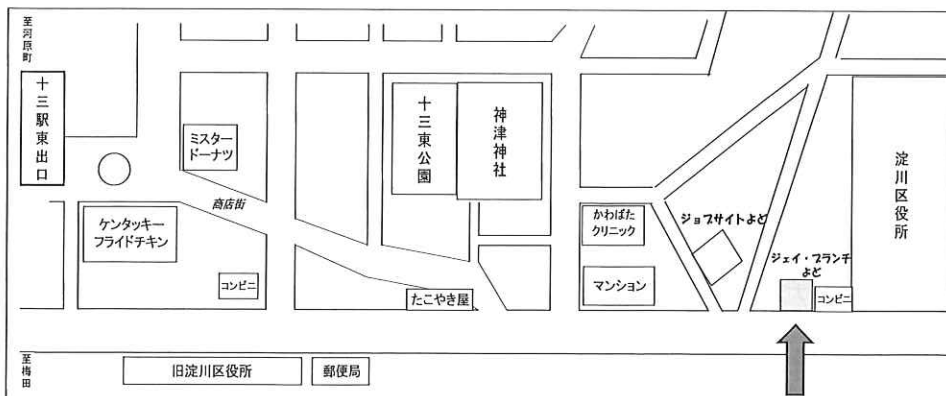 至河原町
十三駅東出口
ミスター
ドーナツ
商店街
ケンタッキー
フライドチキン
コンビニ
十三東公園
神津神社
たこやき屋
かわばた
クリニック
マンション
ジョブサイトよど
ジェイ・ブランチ
よど
コンビニ
淀川区役所
至梅田
旧淀川区役所
郵便局